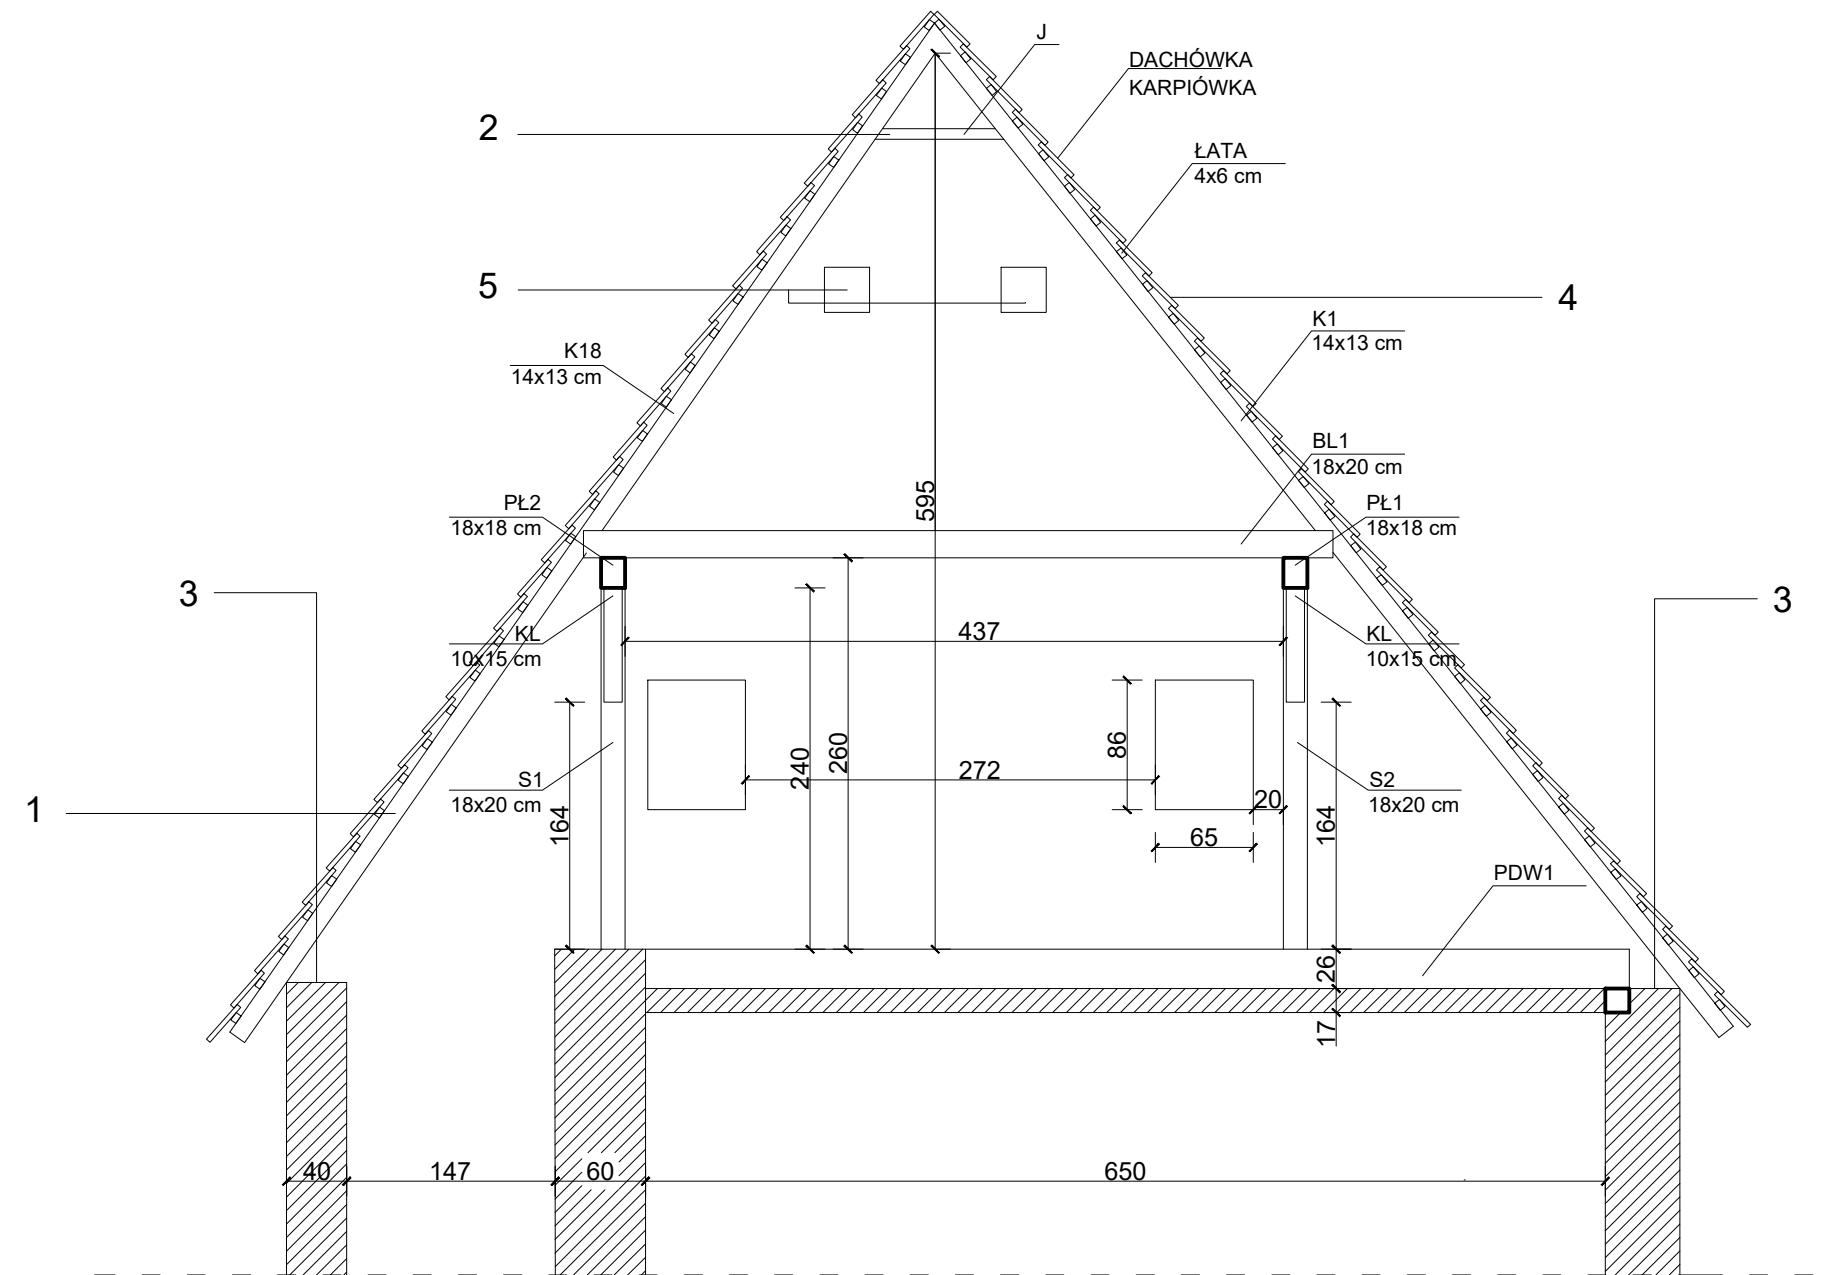 J
DACHÓWKA
KARPIÓWKA
2
ŁATA
4x6 cm
5
4
K1
14x13 cm
K18
14x13 cm
BL1
18x20 cm
595
PŁ2
18x18 cm
PŁ1
18x18 cm
3
3
KL
10x15 cm
437
KL
10x15 cm
86
240
260
272
S1
18x20 cm
S2
18x20 cm
20
1
164
164
65
PDW1
26
17
40
147
60
650